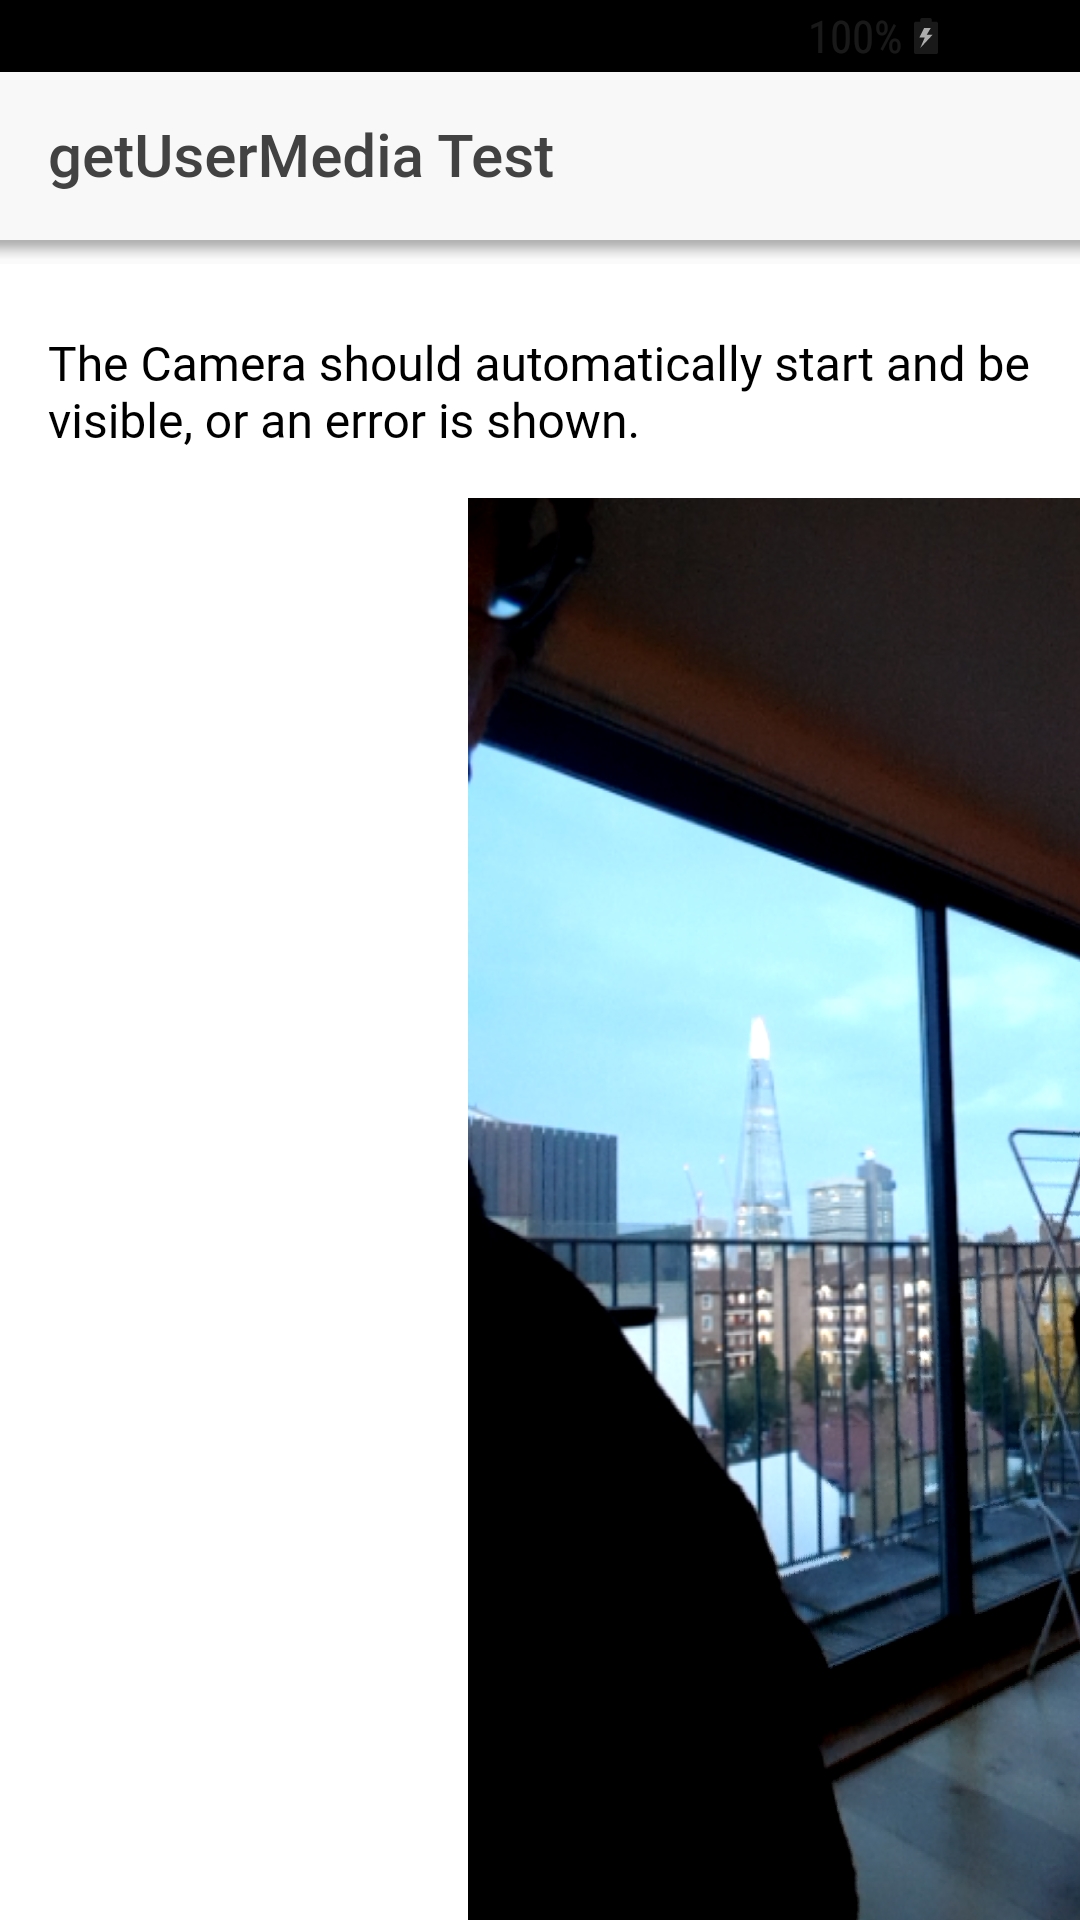 100%
getUserMedia Test
The Camera should automatically start and be
visible, or an error is shown.